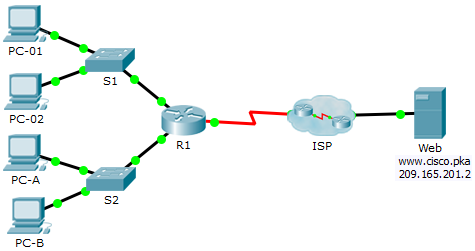 PC-01
S1
PC-02
R1
ISP
Web
www.cisco.pka
209.165.201.2
PC-A
S2
PC-B